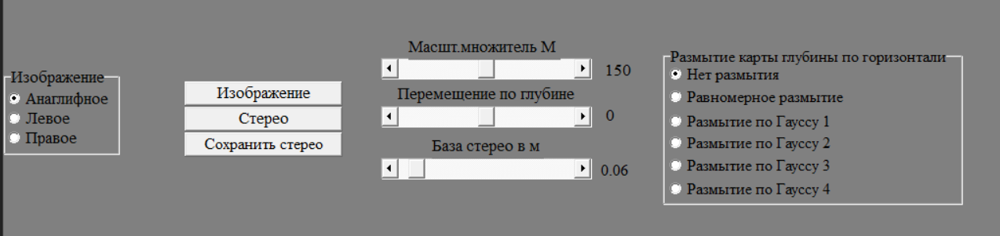 Изображение
Анаглифное
Левое
Правое
Изображение
Стерео
Сохранить стерео
Масшт.множитель М
150
Перемещение по глубине
0
База стерео в м
0.06
Размытие карты глубины по горизонтали
Нет размытия
Равномерное размытие
Размытие по Гауссу 1
Размытие по Гауссу 2
Размытие по Гауссу 3
Размытие по Гауссу 4